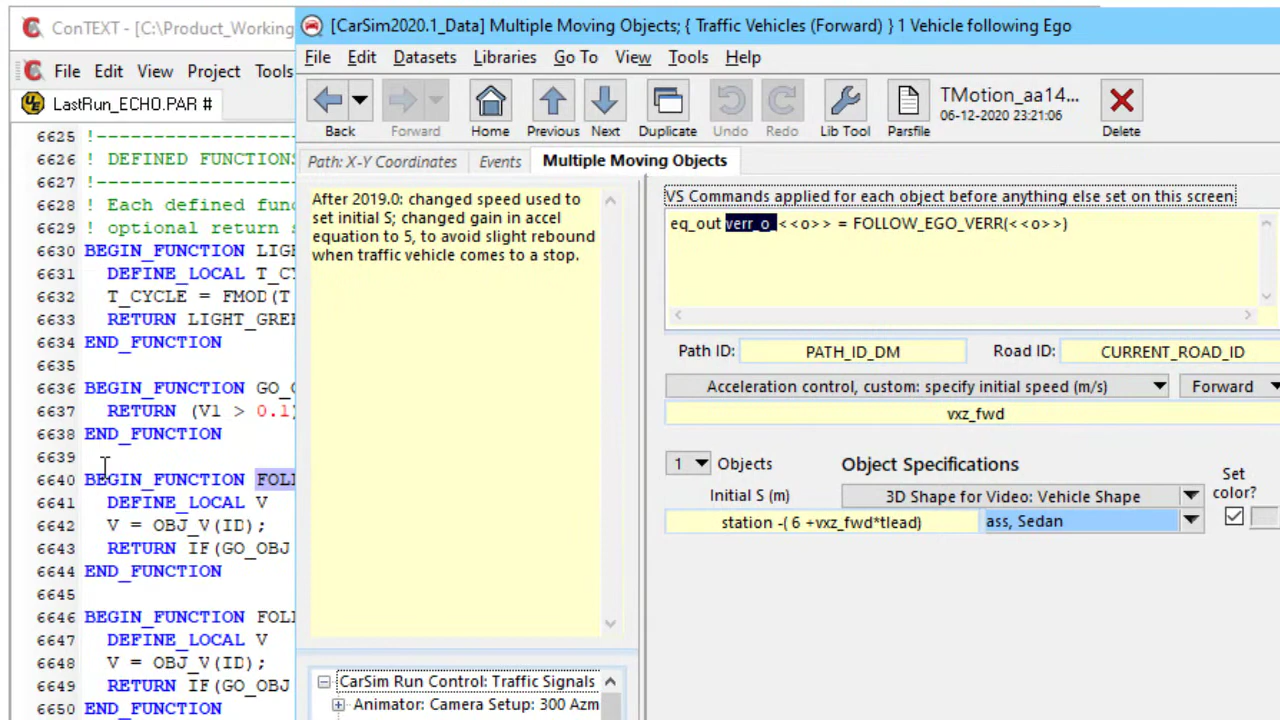 ConTEXT - [C:\Product_Working
File Edit View Project Tools
LastRun_ECHO.PAR #
6625 !------------------
6626 ! DEFINED FUNCTIONS
6627 !------------------
6628 ! Each defined func
6629 ! optional return s
6630 BEGIN_FUNCTION LIGH
6631 DEFINE_LOCAL T_CY
6632 T_CYCLE = FMOD(T
6633 RETURN LIGHT_GREE
6634 END_FUNCTION
6635
6636 BEGIN_FUNCTION GO_O
6637 RETURN (V1 > 0.1)
6638 END_FUNCTION
6639
6640 BEGIN_FUNCTION FOLL
6641 DEFINE_LOCAL V
6642 V = OBJ_V(ID);
6643 RETURN IF(GO_OBJ
6644 END_FUNCTION
6645
6646 BEGIN_FUNCTION FOLL
6647 DEFINE_LOCAL V
6648 V = OBJ_V(ID);
6649 RETURN IF(GO_OBJ
6650 END_FUNCTION
[CarSim2020.1_Data] Multiple Moving Objects; { Traffic Vehicles (Forward) } 1 Vehicle following Ego
File Edit Datasets Libraries Go To View Tools Help
Back Forward Home Previous Next Duplicate Undo Redo Lib Tool Parsfile
TMotion_aa14...
06-12-2020 23:21:06
Delete
Path: X-Y Coordinates Events Multiple Moving Objects
After 2019.0: changed speed used to
set initial S; changed gain in accel
equation to 5, to avoid slight rebound
when traffic vehicle comes to a stop.
VS Commands applied for each object before anything else set on this screen
eq_out verr_o_<<o>> = FOLLOW_EGO_VERR(<<o>>)
Path ID: PATH_ID_DM Road ID: CURRENT_ROAD_ID
Acceleration control, custom: specify initial speed (m/s) Forward
vxz_fwd
1 Objects Object Specifications
Set
color?
Initial S (m) 3D Shape for Video: Vehicle Shape
station -( 6 +vxz_fwd*tlead) ass, Sedan
CarSim Run Control: Traffic Signals
Animator: Camera Setup: 300 Azm